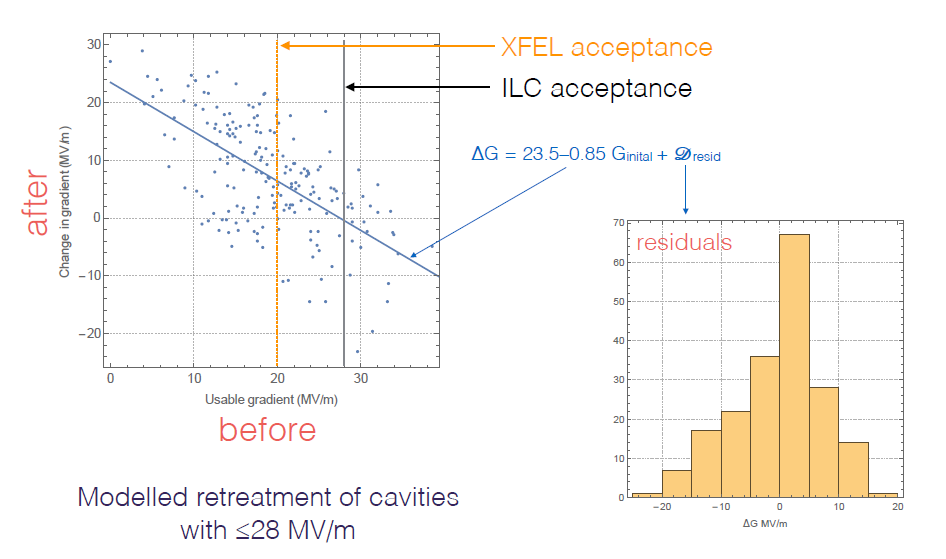 XFEL acceptance
ILC acceptance
ΔG = 23.5–0.85 Ginital + 𝒟resid
after
Change in gradient (MV/m)
30
20
10
0
−10
−20
0 10 20 30
Usable gradient (MV/m)
before
residuals
70
60
50
40
30
20
10
0
−20 −10 0 10 20
ΔG MV/m
Modelled retreatment of cavities
with ≤28 MV/m